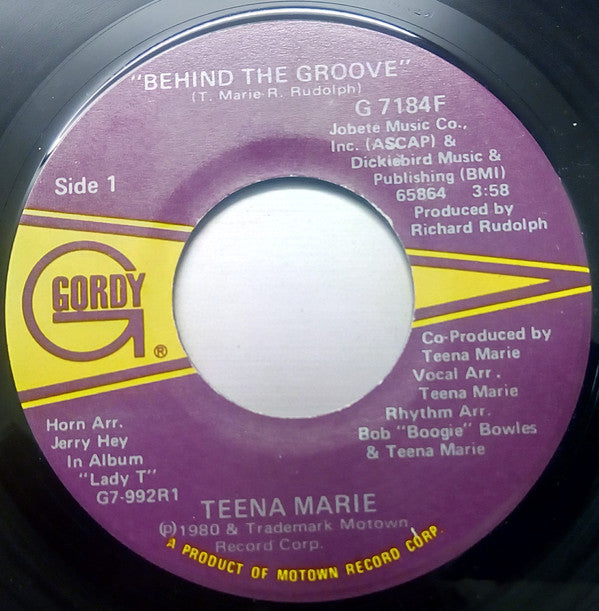 "BEHIND THE GROOVE"
(T. Marie-R. Rudolph)
G 7184F
Jobete Music Co.,
Inc. (ASCAP) &
Dickiebird Music &
Publishing (BMI)
65864 3:58
Produced by
Richard Rudolph
Side 1
GORDY
G
®
Co-Produced by
Teena Marie
Vocal Arr.
Teena Marie
Rhythm Arr.
Bob "Boogie" Bowles
& Teena Marie
Horn Arr.
Jerry Hey
In Album
"Lady T"
G7-992R1
TEENA MARIE
(p)1980 & Trademark Motown
Record Corp.
A PRODUCT OF MOTOWN RECORD CORP.